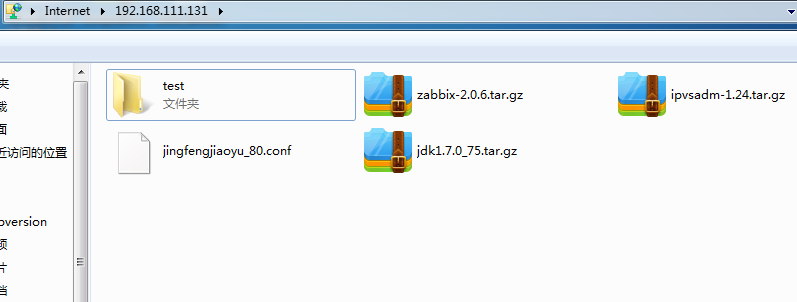 Internet
192.168.111.131
夹
载
面
近访问的位置
oversion
频
片
档
test
文件夹
zabbix-2.0.6.tar.gz
ipvsadm-1.24.tar.gz
jingfengjiaoyu_80.conf
jdk1.7.0_75.tar.gz